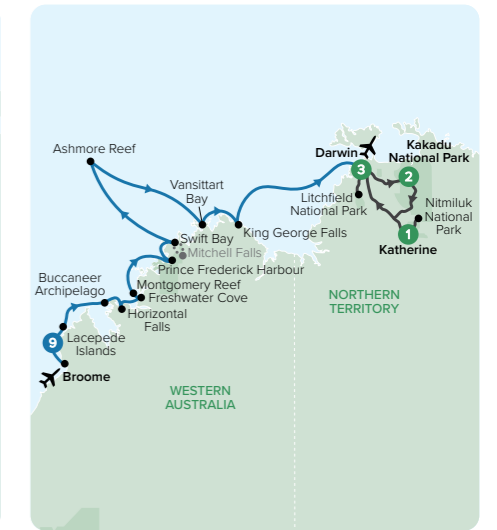 Ashmore Reef
Darwin
Kakadu
National Park
3
2
Vansittart
Bay
Litchfield
National Park
Nitmiluk
National
Park
King George Falls
1
Katherine
Swift Bay
Mitchell Falls
Prince Frederick Harbour
Buccaneer
Archipelago
Montgomery Reef
Freshwater Cove
Horizontal
Falls
NORTHERN
TERRITORY
9
Lacepede
Islands
Broome
WESTERN
AUSTRALIA